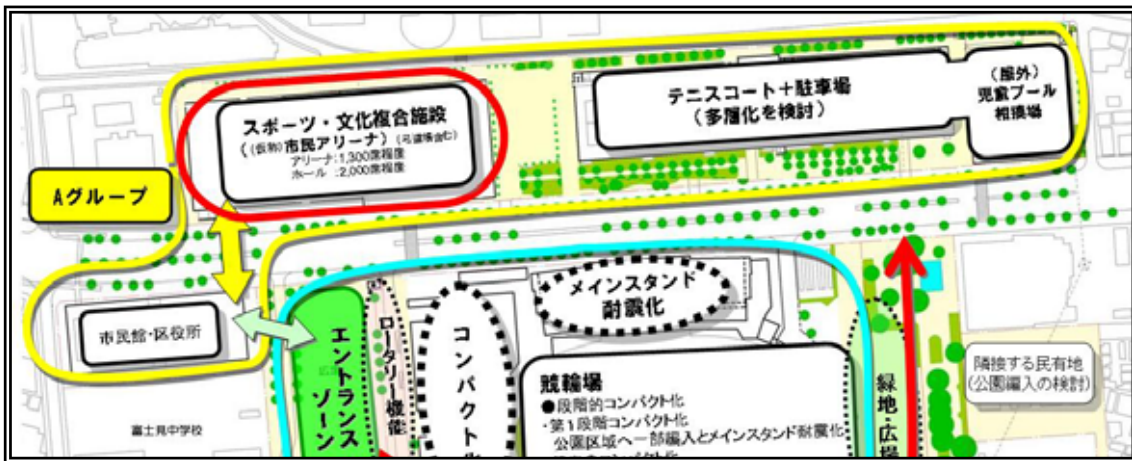 スポーツ・文化複合施設
((仮称)市民アリーナ) (弓道場含む)
アリーナ:1,300席程度
ホール :2,000席程度
テニスコート+駐車場
(多層化を検討)
(屋外)
児童プール
相撲場
Aグループ
市民館・区役所
富士見中学校
エントランス
ゾーン
ロータリー機能
コンパクト化
メインスタンド
耐震化
競輪場
●段階的コンパクト化
・第1段階コンパクト化
公園区域へ一部編入とメインスタンド耐震化
緑地・広場
隣接する民有地
(公園編入の検討)